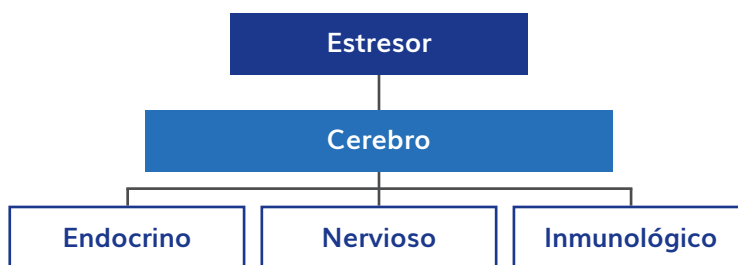 Estresor
Cerebro
Endocrino
Nervioso
Inmunológico